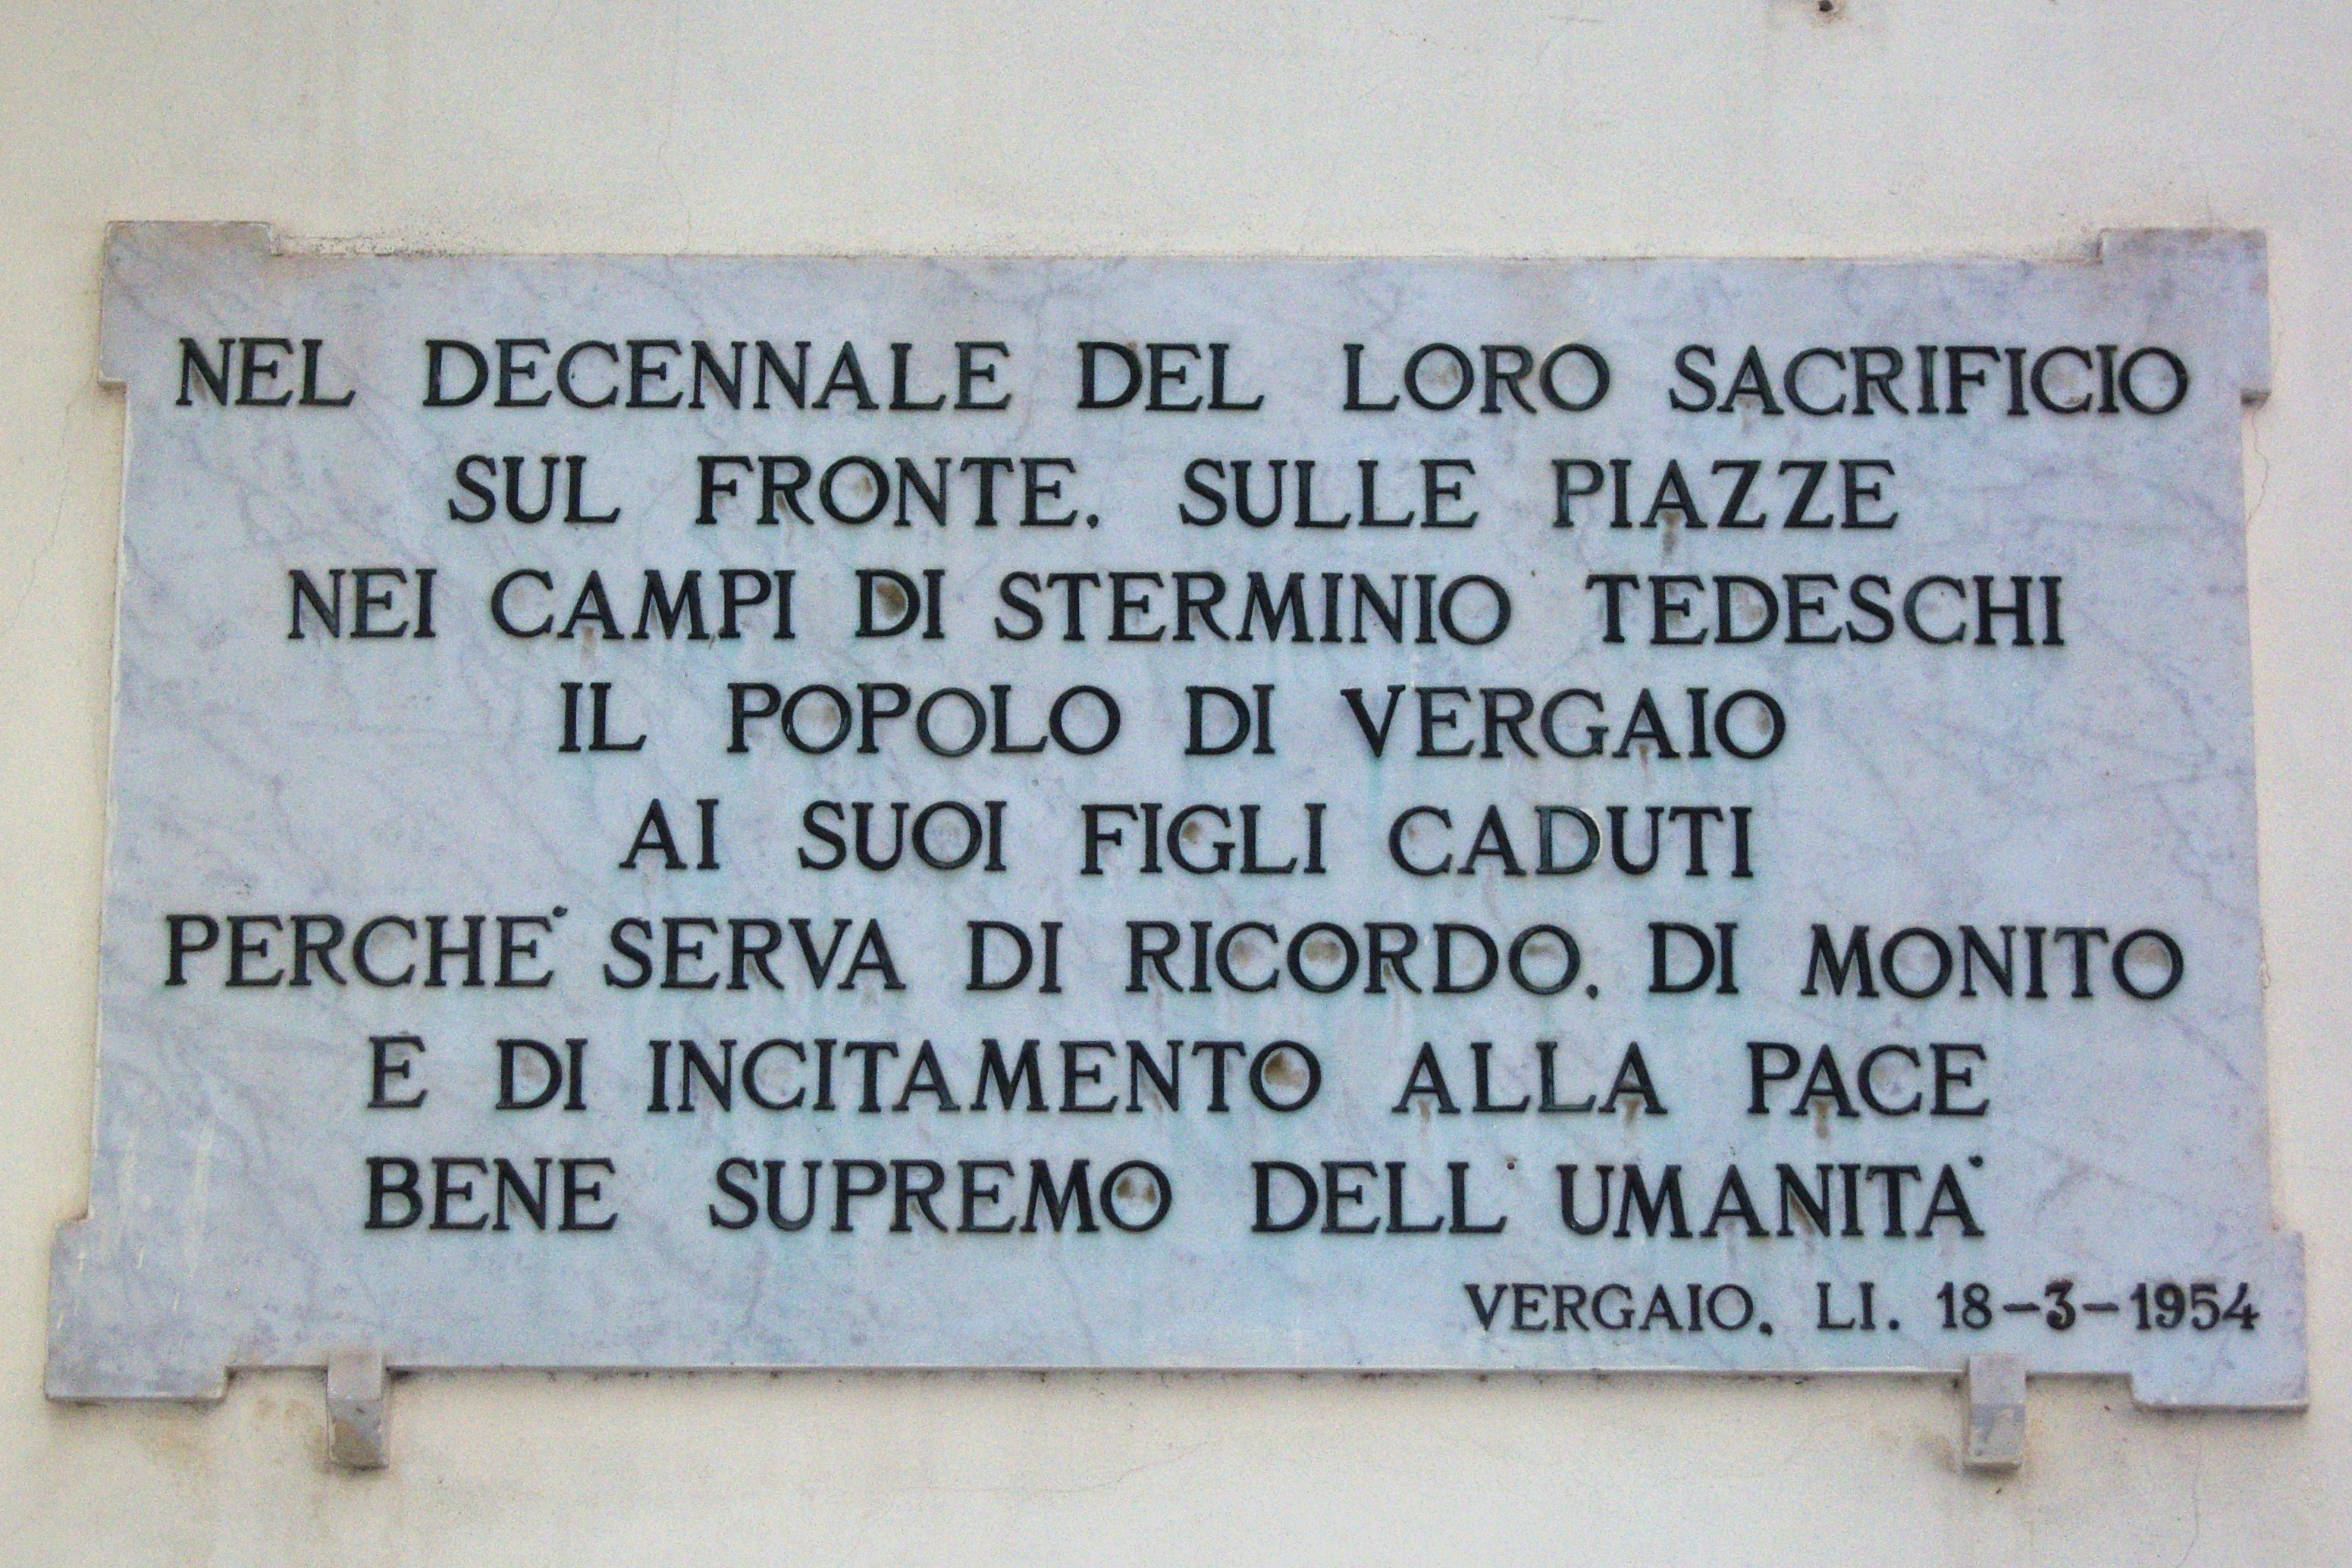 NEL DECENNALE DEL LORO SACRIFICIO
SUL FRONTE. SULLE PIAZZE
NEI CAMPI DI STERMINIO TEDESCHI
IL POPOLO DI VERGAIO
AI SUOI FIGLI CADUTI
PERCHE' SERVA DI RICORDO. DI MONITO
E DI INCITAMENTO ALLA PACE
BENE SUPREMO DELL'UMANITA'
VERGAIO. LI. 18-3-1954